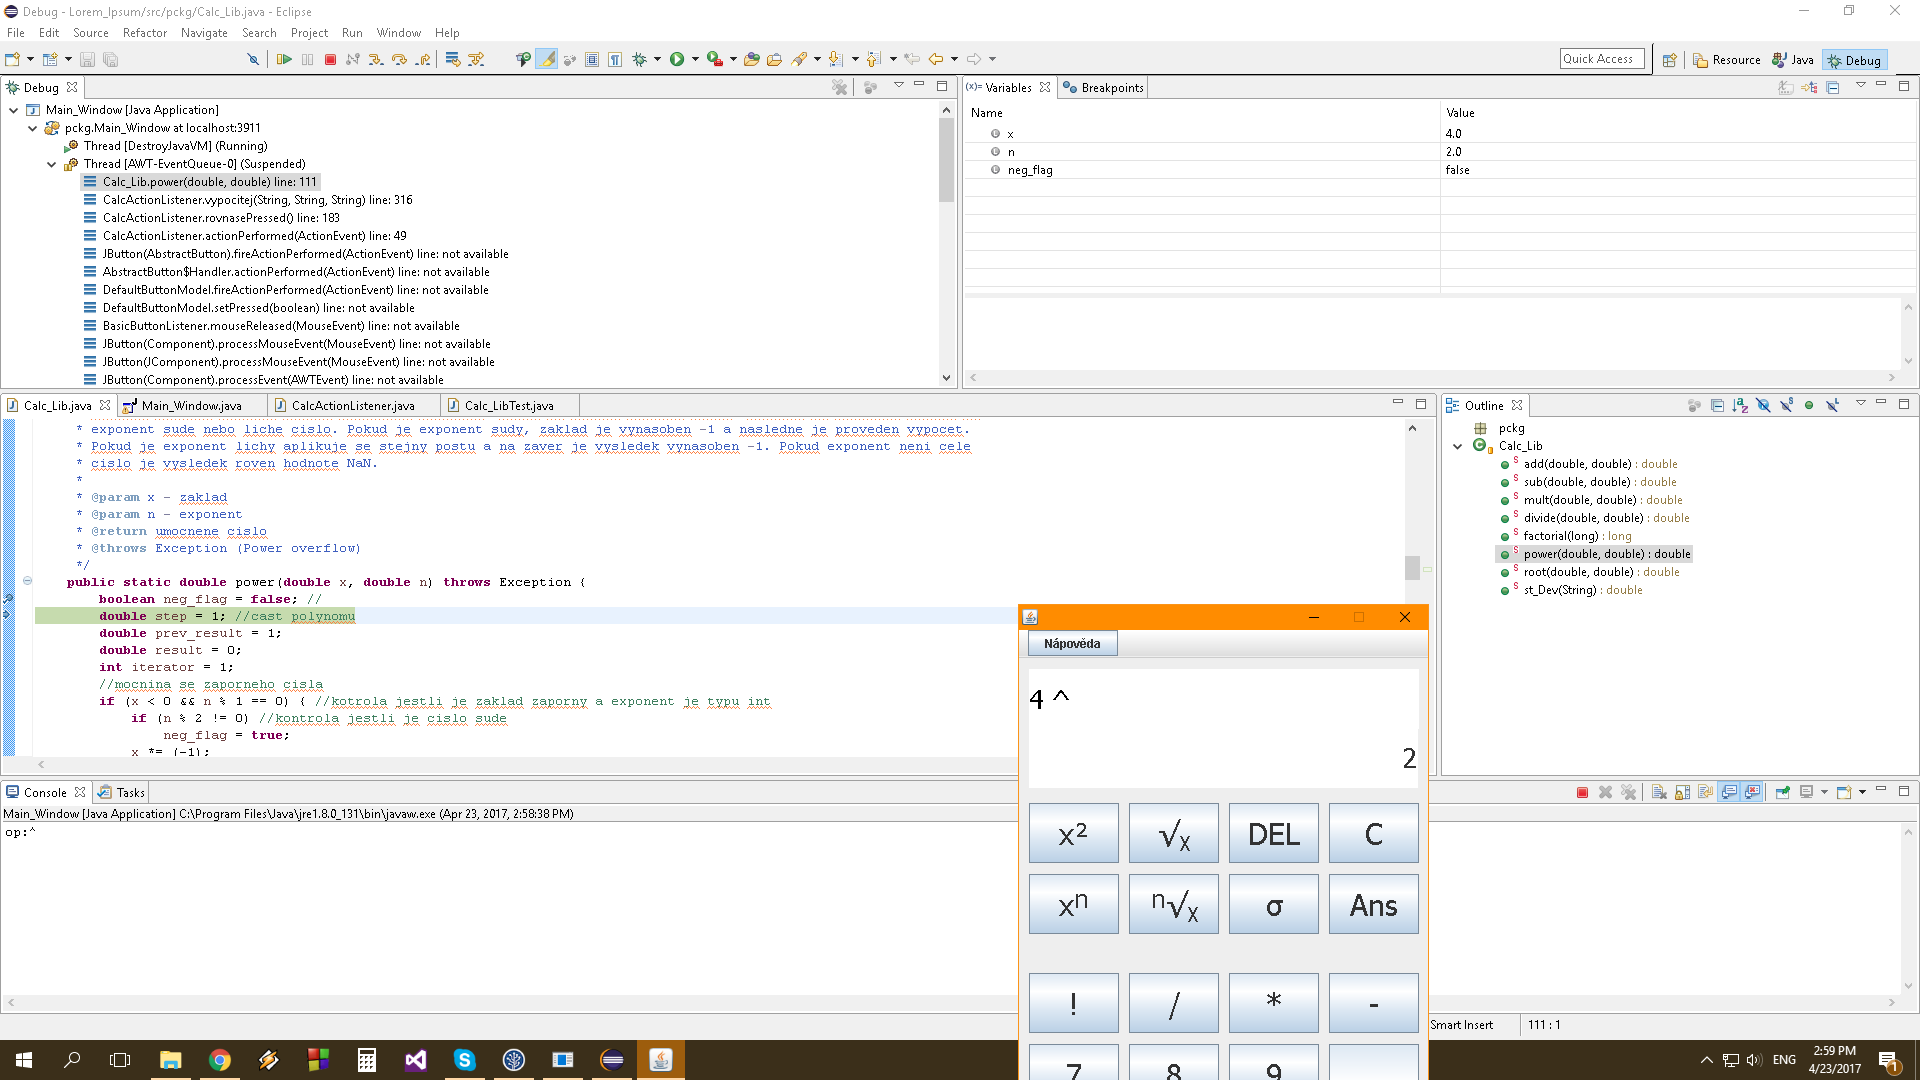 Debug - Lorem_Ipsum/src/pckg/Calc_Lib.java - Eclipse
File Edit Source Refactor Navigate Search Project Run Window Help
Quick Access Resource Java Debug
Debug
Main_Window [Java Application]
pckg.Main_Window at localhost:3911
Thread [DestroyJavaVM] (Running)
Thread [AWT-EventQueue-0] (Suspended)
Calc_Lib.power(double, double) line: 111
CalcActionListener.vypocitej(String, String, String) line: 316
CalcActionListener.rovnasePressed() line: 183
CalcActionListener.actionPerformed(ActionEvent) line: 49
JButton(AbstractButton).fireActionPerformed(ActionEvent) line: not available
AbstractButton$Handler.actionPerformed(ActionEvent) line: not available
DefaultButtonModel.fireActionPerformed(ActionEvent) line: not available
DefaultButtonModel.setPressed(boolean) line: not available
BasicButtonListener.mouseReleased(MouseEvent) line: not available
JButton(Component).processMouseEvent(MouseEvent) line: not available
JButton(JComponent).processMouseEvent(MouseEvent) line: not available
JButton(Component).processEvent(AWTEvent) line: not available
(x)= Variables Breakpoints
Name Value
x 4.0
n 2.0
neg_flag false
Calc_Lib.java Main_Window.java CalcActionListener.java Calc_LibTest.java
* exponent sude nebo liche cislo. Pokud je exponent sudy, zaklad je vynasoben -1 a nasledne je proveden vypocet.
* Pokud je exponent lichy aplikuje se stejny postu a na zaver je vysledek vynasoben -1. Pokud exponent neni cele
* cislo je vysledek roven hodnote NaN.
*
* @param x - zaklad
* @param n - exponent
* @return umocnene cislo
* @throws Exception (Power overflow)
*/
public static double power(double x, double n) throws Exception {
boolean neg_flag = false; //
double step = 1; //cast polynomu
double prev_result = 1;
double result = 0;
int iterator = 1;
//mocnina se zaporneho cisla
if (x < 0 && n % 1 == 0) { //kotrola jestli je zaklad zaporny a exponent je typu int
if (n % 2 != 0) //kontrola jestli je cislo sude
neg_flag = true;
x *= (-1);
Outline
pckg
Calc_Lib
add(double, double) : double
sub(double, double) : double
mult(double, double) : double
divide(double, double) : double
factorial(long) : long
power(double, double) : double
root(double, double) : double
st_Dev(String) : double
Console Tasks
Main_Window [Java Application] C:\Program Files\Java\jre1.8.0_131\bin\javaw.exe (Apr 23, 2017, 2:58:38 PM)
op:^
Nápověda
4 ^
2
x² √x DEL C
xⁿ ⁿ√x σ Ans
! / * -
7 8 9
Smart Insert 111 : 1
ENG 2:59 PM
4/23/2017
1